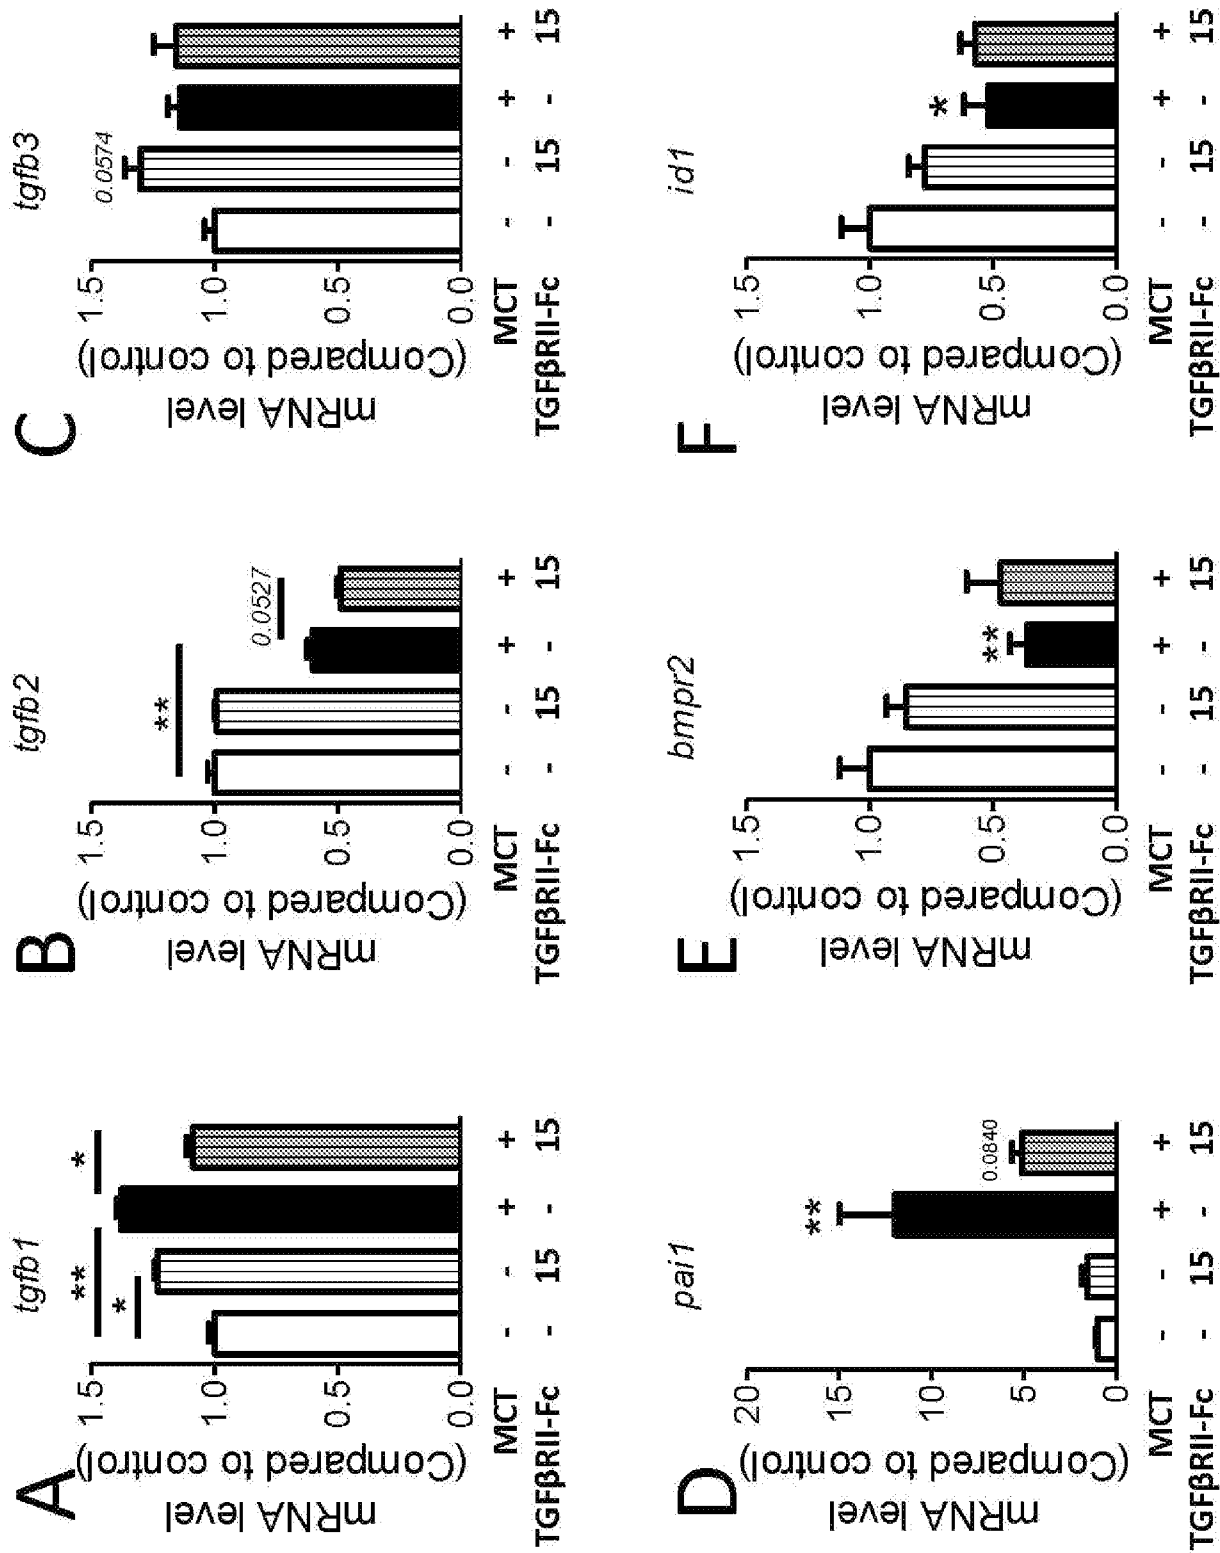 A
tgfb1
mRNA level
(Compared to control)
1.5
1.0
0.5
0.0
**
*
*
MCT - - + +
TGFβRII-Fc - 15 - 15
B
tgfb2
mRNA level
(Compared to control)
1.5
1.0
0.5
0.0
**
0.0527
MCT - - + +
TGFβRII-Fc - 15 - 15
C
tgfb3
mRNA level
(Compared to control)
1.5
1.0
0.5
0.0
0.0574
MCT - - + +
TGFβRII-Fc - 15 - 15
D
pai1
mRNA level
(Compared to control)
20
15
10
5
0
**
0.0840
MCT - - + +
TGFβRII-Fc - 15 - 15
E
bmpr2
mRNA level
(Compared to control)
1.5
1.0
0.5
0.0
**
MCT - - + +
TGFβRII-Fc - 15 - 15
F
id1
mRNA level
(Compared to control)
1.5
1.0
0.5
0.0
*
MCT - - + +
TGFβRII-Fc - 15 - 15